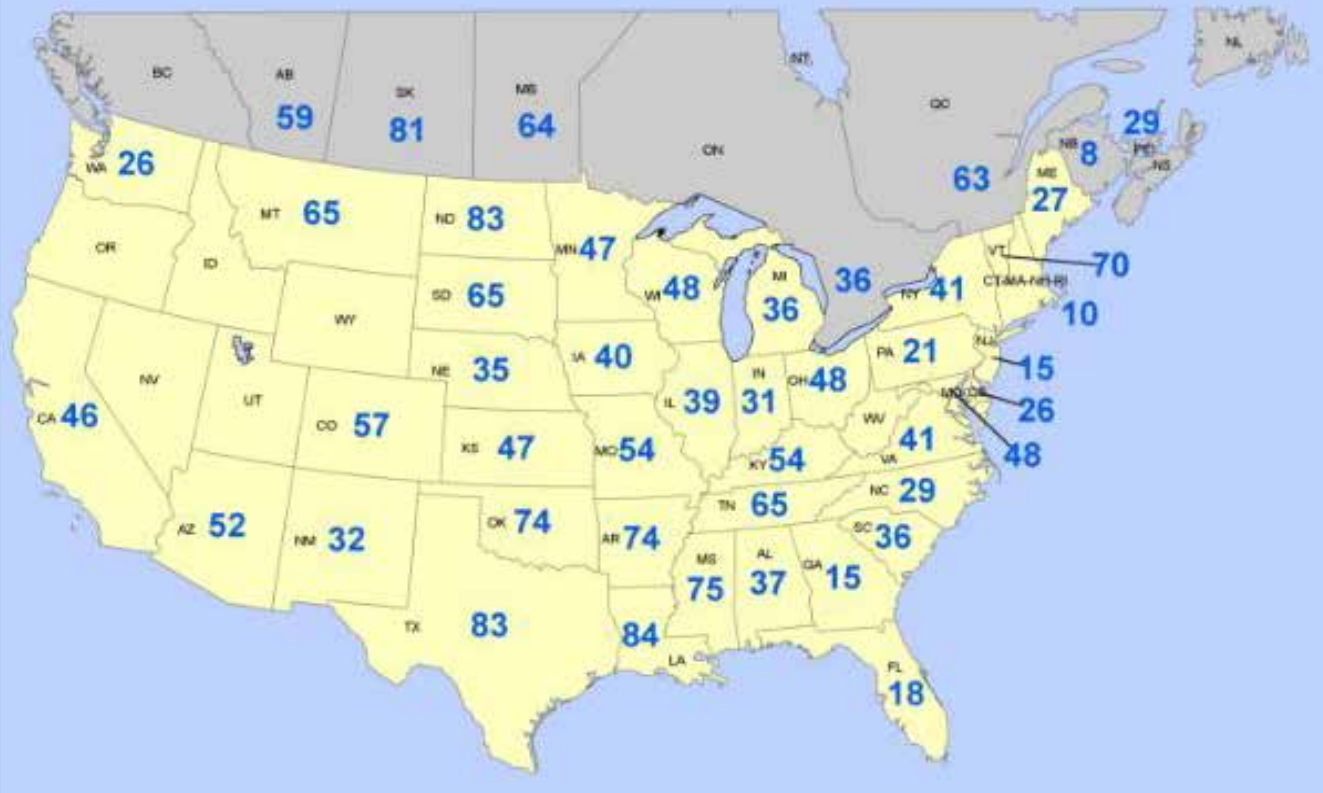 BC
AB
59
SK
81
MB
64
ON
NT
QC
63
NL
29
NB
8
PEI
NS
WA 26
MT 65
ND 83
MN 47
ME
27
OR
ID
SD 65
WI 48
MI
36
36
NY 41
VT
70
CT-MA-NH-RI
10
WY
NE 35
IA 40
PA 21
NJ
15
NV
UT
CO 57
KS 47
MO 54
IL 39
IN
31
OH 48
WV
26
48
CA 46
KY 54
VA
41
AZ 52
NM 32
OK 74
AR 74
TN 65
NC 29
SC 36
MS
75
AL
37
GA 15
TX 83
84
LA
FL
18